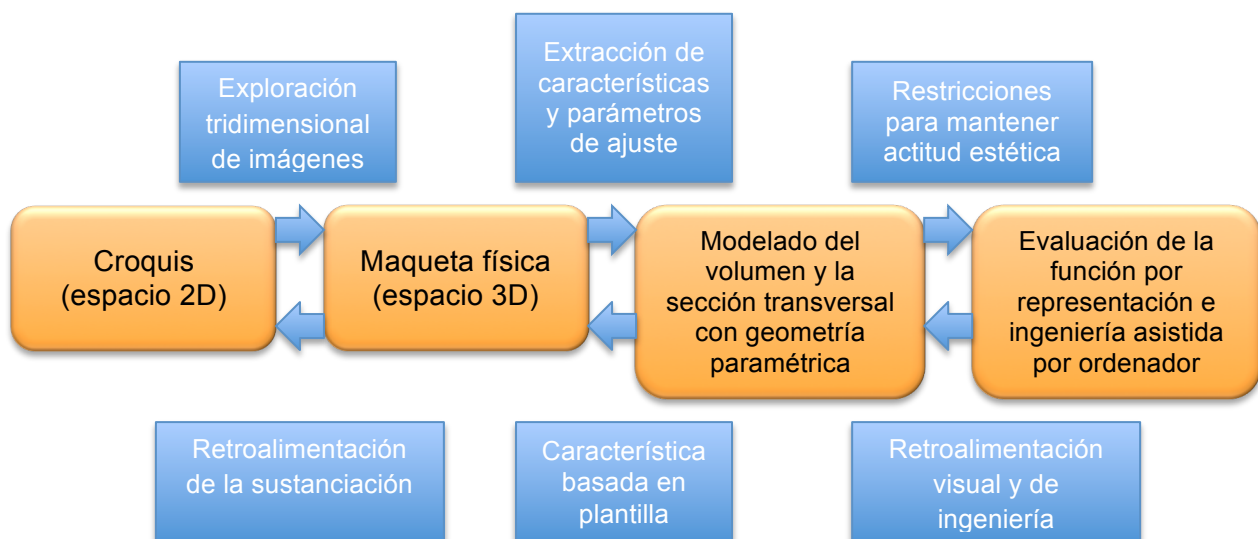 Exploración
tridimensional
de imágenes
Extracción de
características
y parámetros
de ajuste
Restricciones
para mantener
actitud estética
Croquis
(espacio 2D)
Maqueta física
(espacio 3D)
Modelado del
volumen y la
sección transversal
con geometría
paramétrica
Evaluación de la
función por
representación e
ingeniería asistida
por ordenador
Retroalimentación
de la sustanciación
Característica
basada en
plantilla
Retroalimentación
visual y de
ingeniería